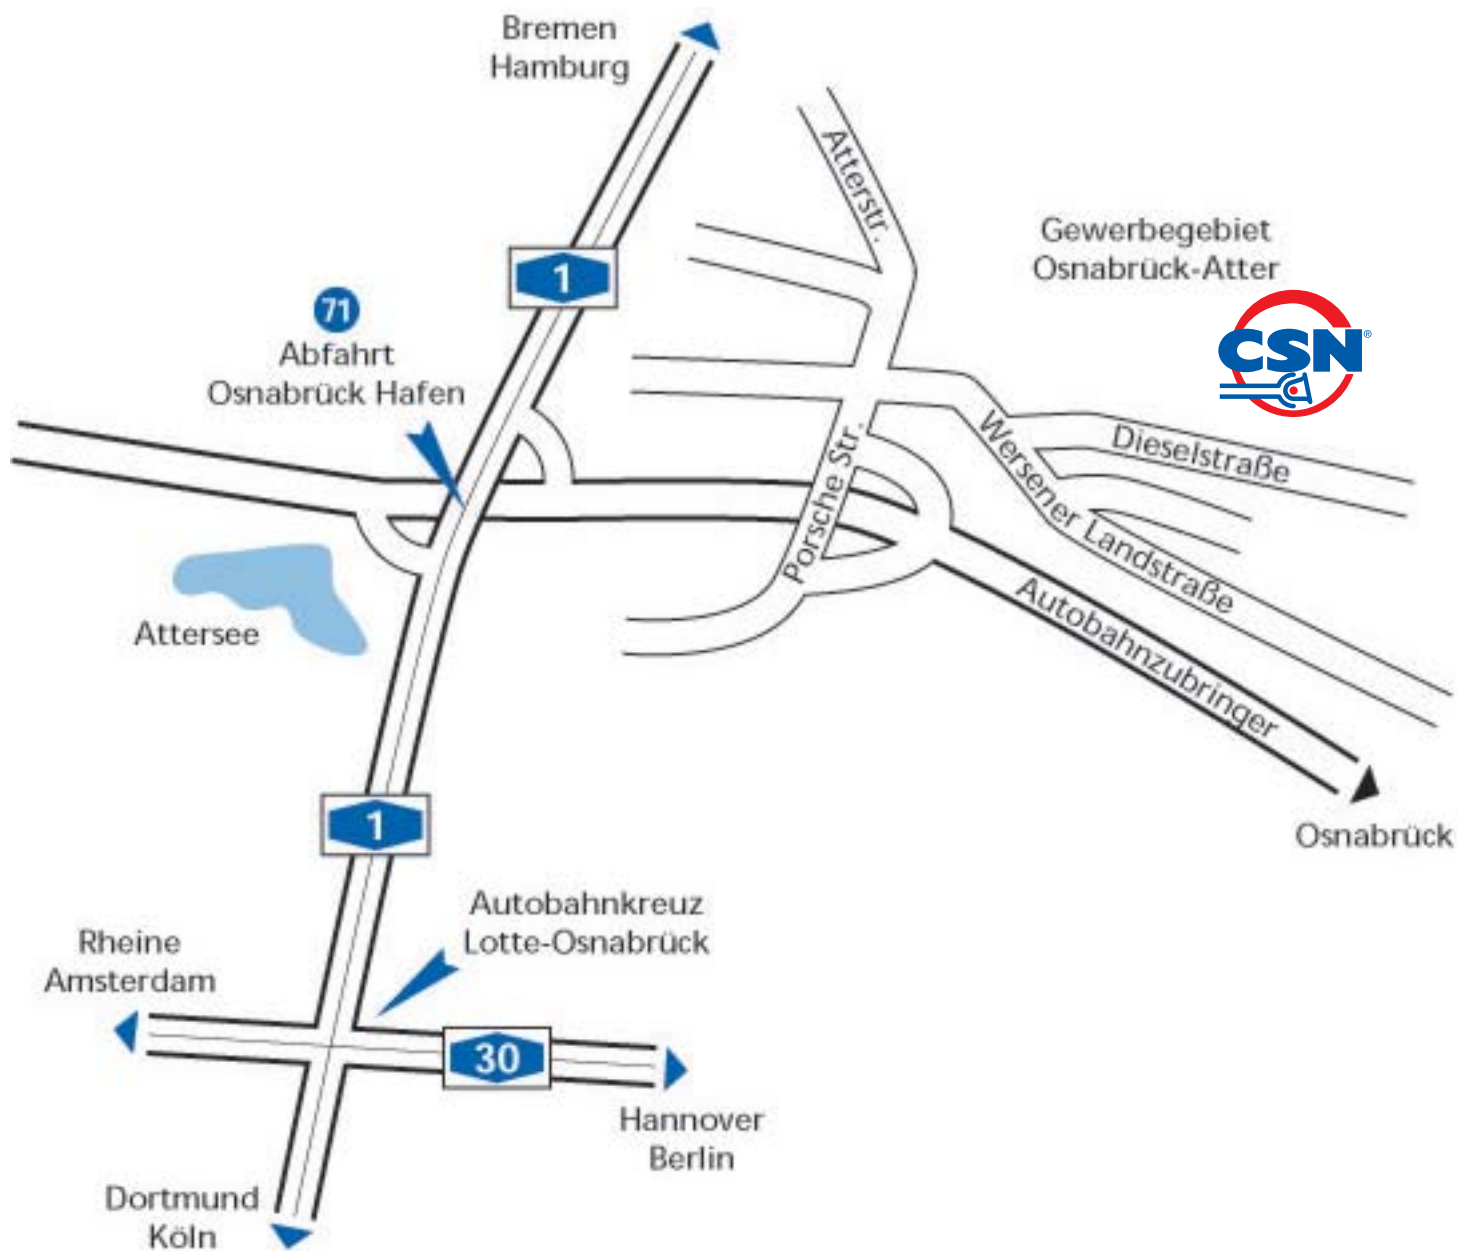 Bremen
Hamburg
Atterstr.
Gewerbegebiet
Osnabrück-Atter
1
71
Abfahrt
Osnabrück Hafen
CSN®
Dieselstraße
Wersener Landstraße
Porsche Str.
Attersee
Autobahnzubringer
1
Osnabrück
Autobahnkreuz
Lotte-Osnabrück
Rheine
Amsterdam
30
Hannover
Berlin
Dortmund
Köln